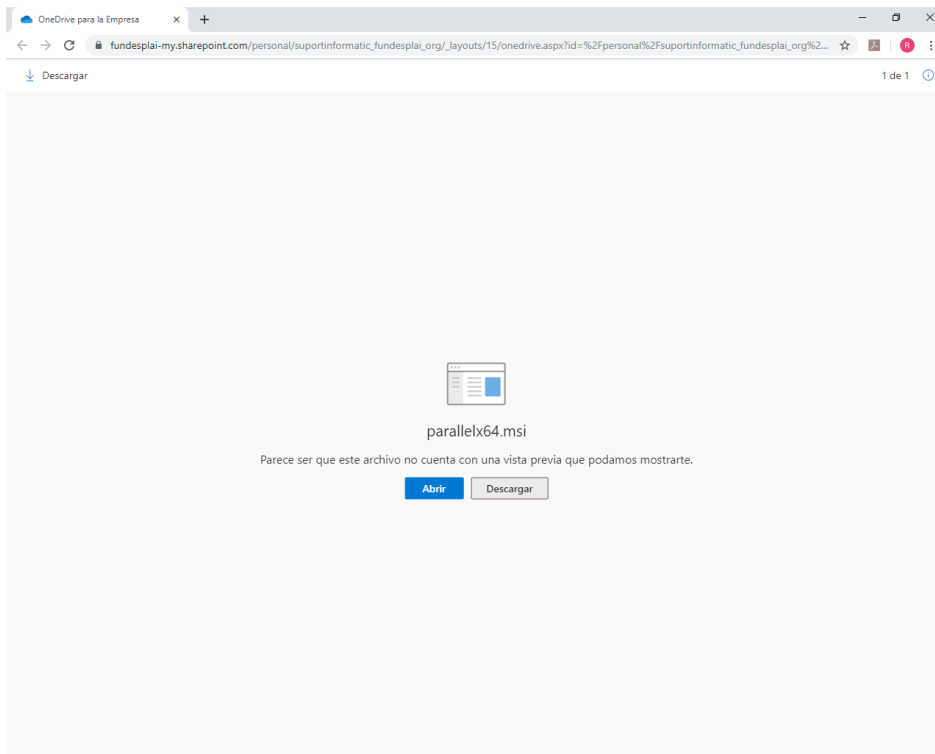 OneDrive para la Empresa
fundesplai-my.sharepoint.com/personal/suportinformatic_fundesplai_org/_layouts/15/onedrive.aspx?id=%2Fpersonal%2Fsuportinformatic_fundesplai_org%2...
R
Descargar
1 de 1
parallelx64.msi
Parece ser que este archivo no cuenta con una vista previa que podamos mostrarte.
Abrir
Descargar